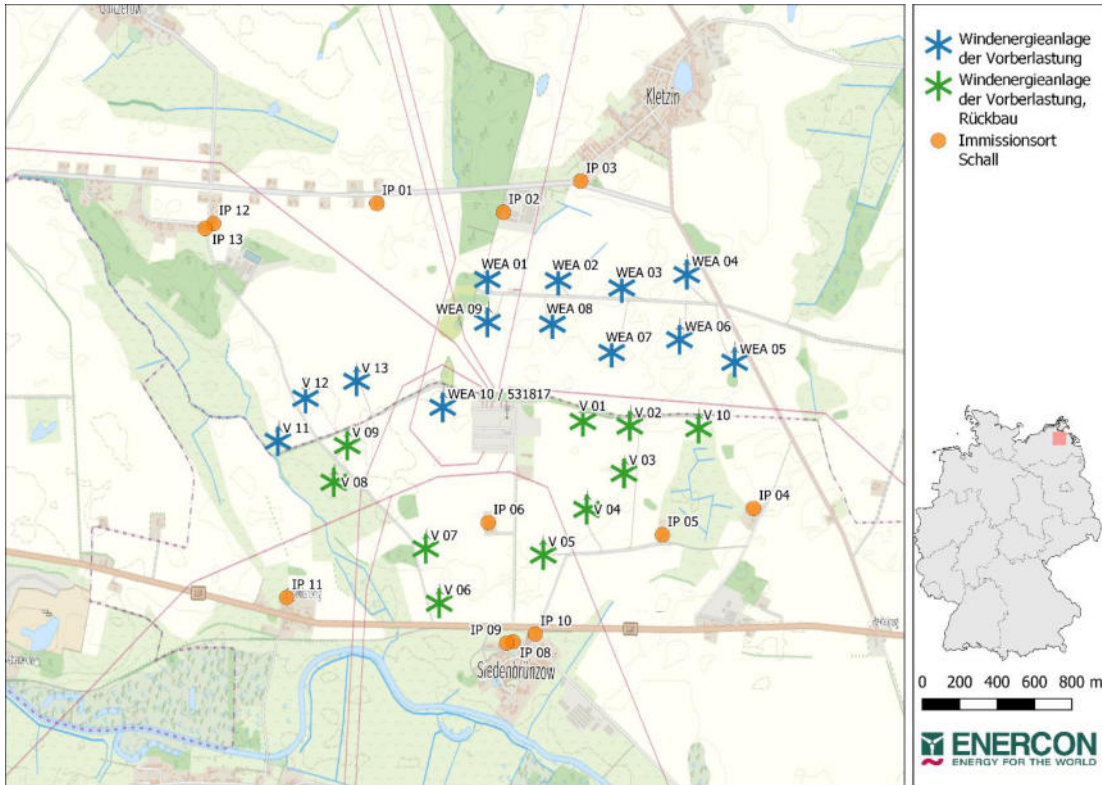 Kletzin
IP 03
IP 01
IP 02
IP 12
IP 13
WEA 01
WEA 02
WEA 03
WEA 04
WEA 09
WEA 08
WEA 07
WEA 06
WEA 05
V 13
V 12
WEA 10 / 531817
V 01
V 02
V 10
V 11
V 09
V 03
V 08
V 04
IP 04
IP 06
IP 05
V 07
V 05
V 06
IP 11
IP 10
IP 09
IP 08
Siedenbrünzow
Windenergieanlage
der Vorberlastung
Windenergieanlage
der Vorberlastung,
Rückbau
Immissionsort
Schall
0 200 400 600 800 m
ENERCON
ENERGY FOR THE WORLD